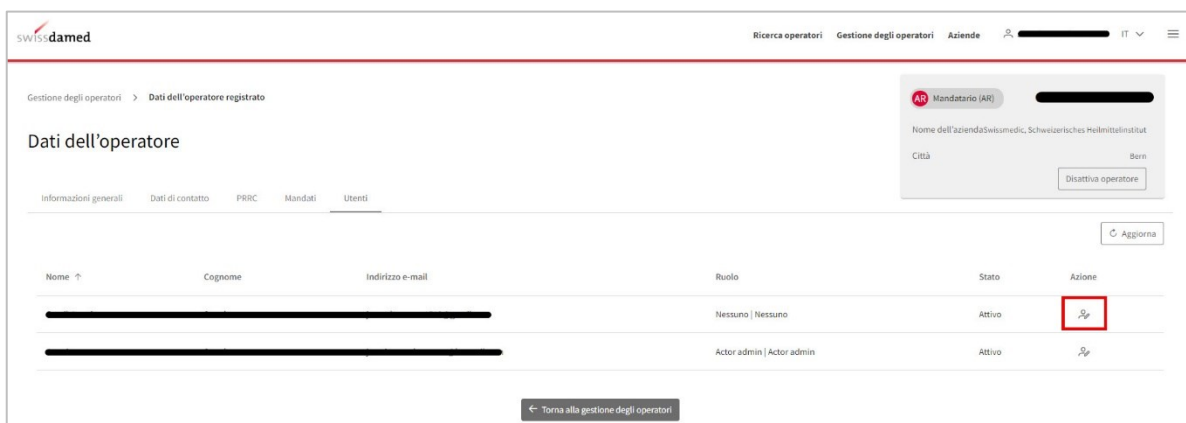 swissdamed
Ricerca operatori Gestione degli operatori Aziende IT
Gestione degli operatori > Dati dell'operatore registrato
AR Mandatario (AR)
Dati dell'operatore
Nome dell'aziendaSwissmedic, Schweizerisches Heilmittelinstitut
Città Bern
Disattiva operatore
Informazioni generali Dati di contatto PRRC Mandati Utenti
Aggiorna
Nome ↑ Cognome Indirizzo e-mail Ruolo Stato Azione
Nessuno | Nessuno Attivo
Actor admin | Actor admin Attivo
← Torna alla gestione degli operatori